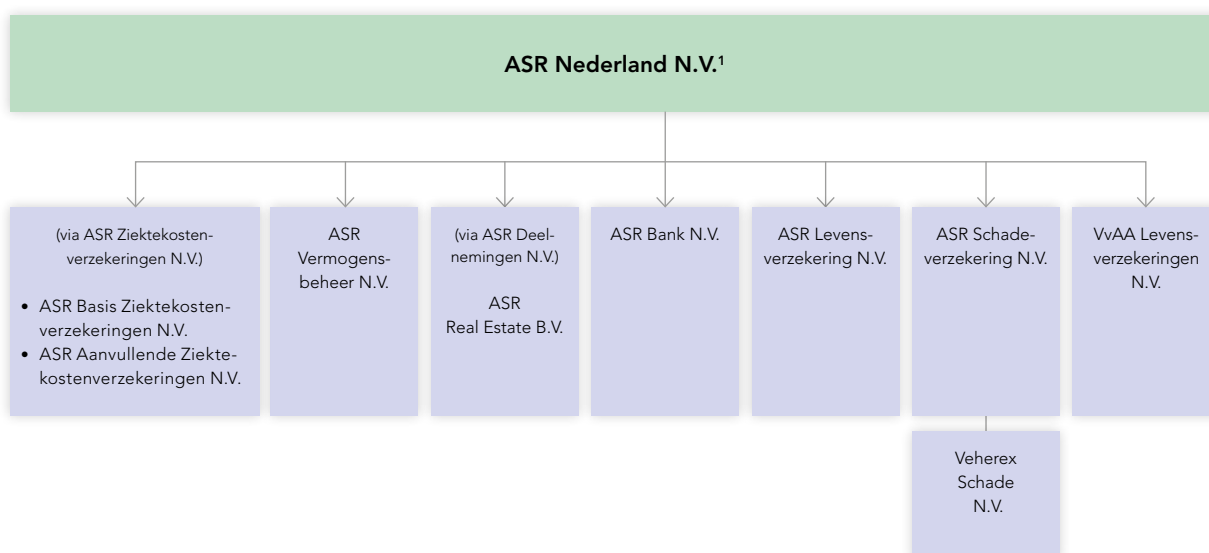 ASR Nederland N.V.¹
(via ASR Ziektekosten-
verzekeringen N.V.)
• ASR Basis Ziektekosten-
verzekeringen N.V.
• ASR Aanvullende Ziekte-
kostenverzekeringen N.V.
ASR
Vermogens-
beheer N.V.
(via ASR Deel-
nemingen N.V.)
ASR
Real Estate B.V.
ASR Bank N.V.
ASR Levens-
verzekering N.V.
ASR Schade-
verzekering N.V.
VvAA Levens-
verzekeringen
N.V.
Veherex
Schade
N.V.